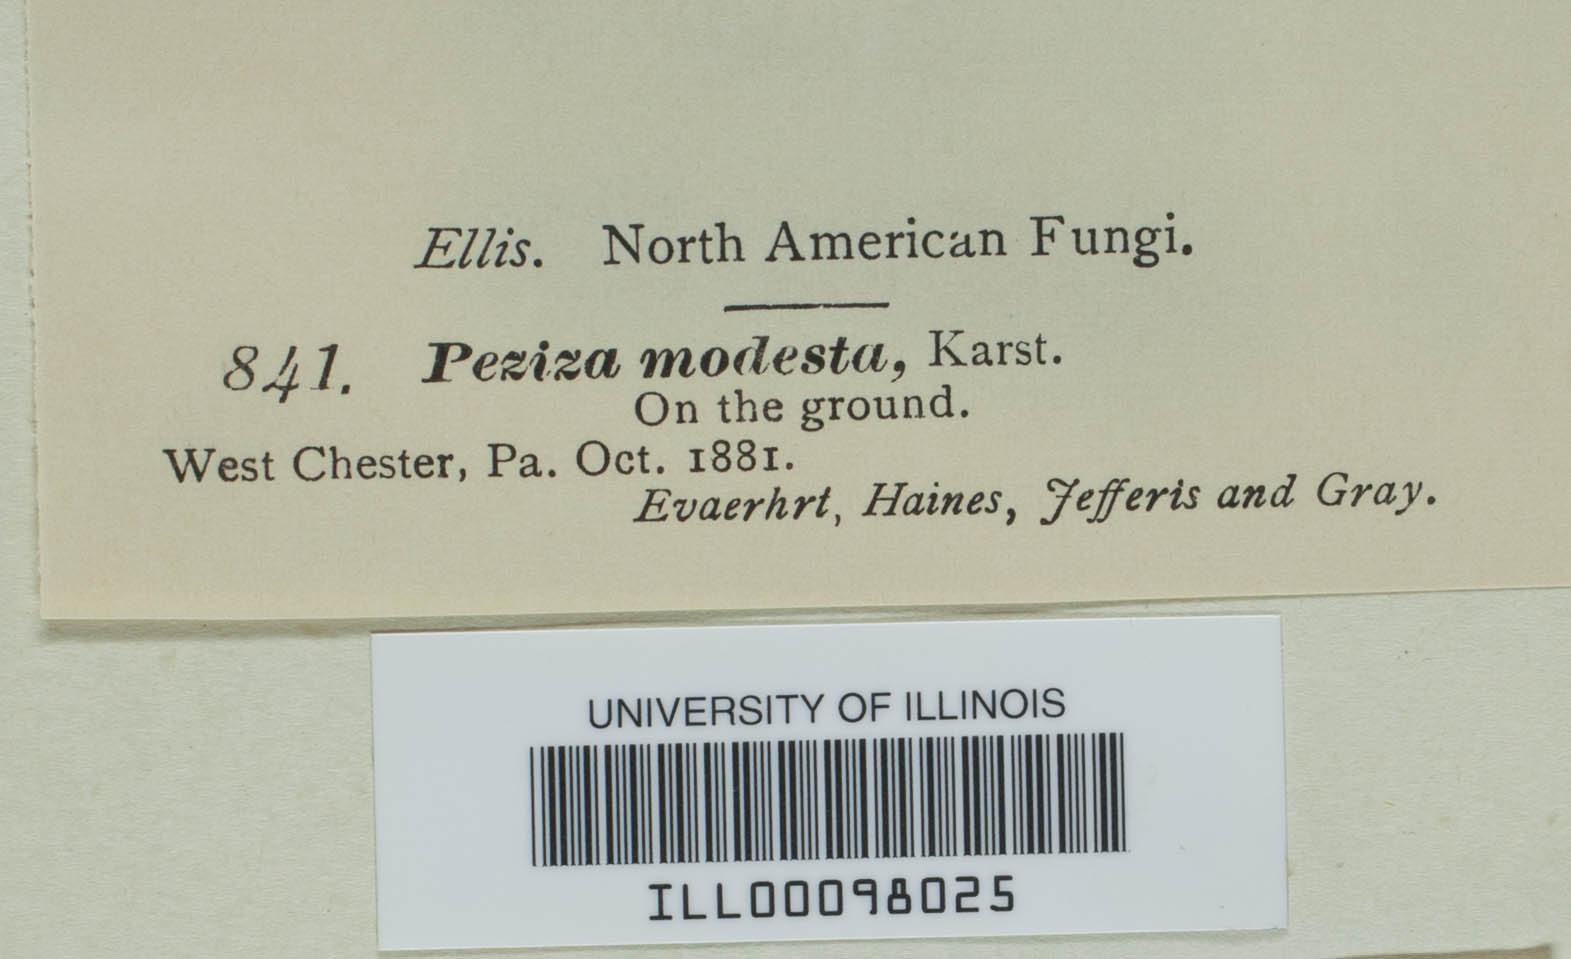 Ellis. North American Fungi.
841. Peziza modesta, Karst.
On the ground.
West Chester, Pa. Oct. 1881.
Evaerhrt, Haines, Jefferis and Gray.
UNIVERSITY OF ILLINOIS
ILL00098025